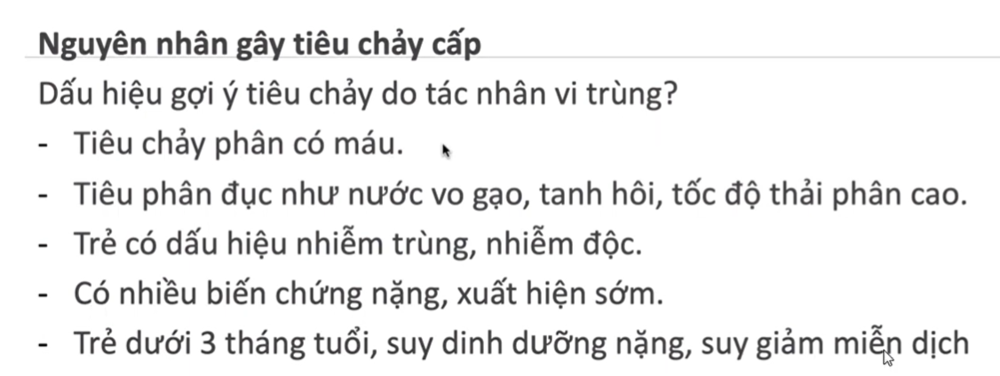 Nguyên nhân gây tiêu chảy cấp
Dấu hiệu gợi ý tiêu chảy do tác nhân vi trùng?
- Tiêu chảy phân có máu.
- Tiêu phân đục như nước vo gạo, tanh hôi, tốc độ thải phân cao.
- Trẻ có dấu hiệu nhiễm trùng, nhiễm độc.
- Có nhiều biến chứng nặng, xuất hiện sớm.
- Trẻ dưới 3 tháng tuổi, suy dinh dưỡng nặng, suy giảm miễn dịch